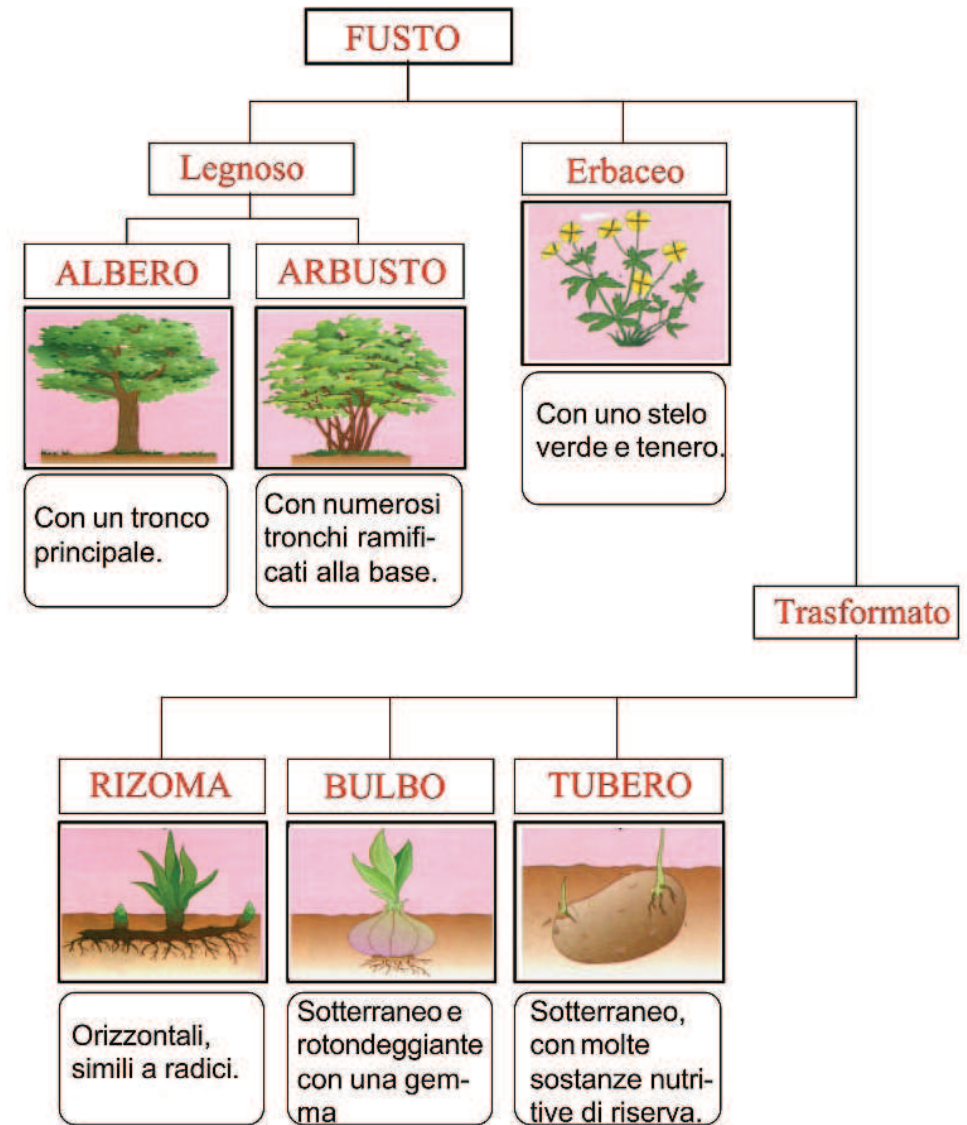 FUSTO
Legnoso
Erbaceo
ALBERO
ARBUSTO
Con un tronco
principale.
Con numerosi
tronchi ramifi-
cati alla base.
Con uno stelo
verde e tenero.
Trasformato
RIZOMA
BULBO
TUBERO
Orizzontali,
simili a radici.
Sotterraneo e
rotondeggiante
con una gem-
ma
Sotterraneo,
con molte
sostanze nutri-
tive di riserva.